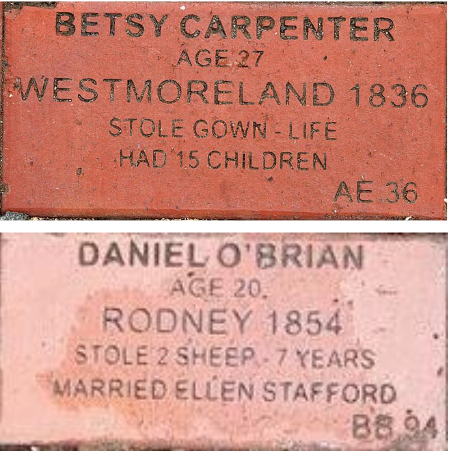 BETSY CARPENTER
AGE 27
WESTMORELAND 1836
STOLE GOWN - LIFE
HAD 15 CHILDREN
AE 36
DANIEL O'BRIAN
AGE 20.
RODNEY 1854
STOLE 2 SHEEP - 7 YEARS
MARRIED ELLEN STAFFORD
BB 94